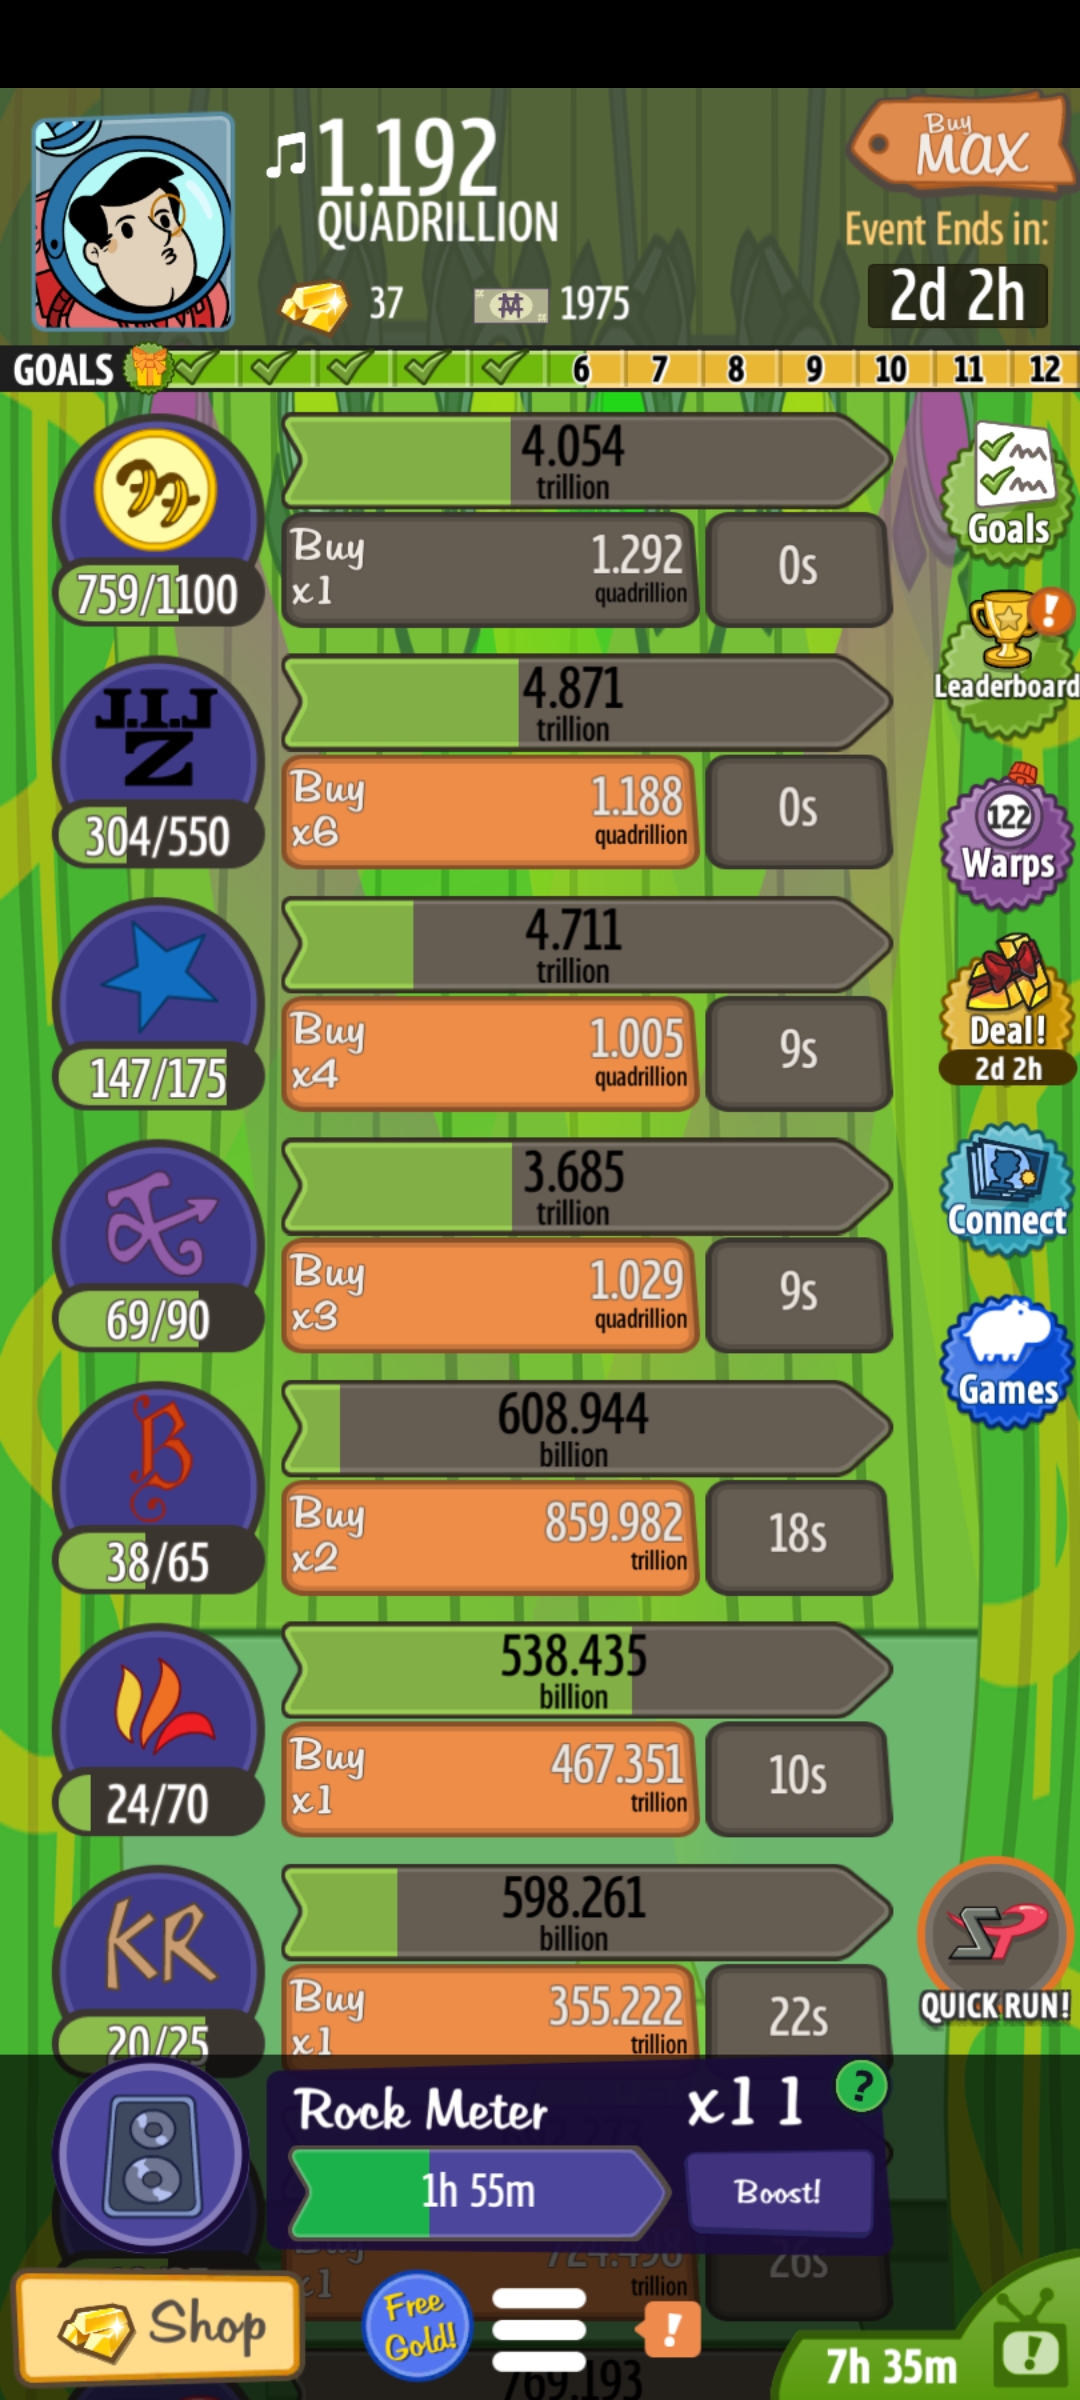 1.192
QUADRILLION
Buy
MAX
Event Ends in:
2d 2h
37
1975
GOALS 6 7 8 9 10 11 12
4.054
trillion
759/1100
Buy
x1
1.292
quadrillion
0s
Goals
4.871
trillion
J.I.J
Z
304/550
Buy
x6
1.188
quadrillion
0s
Leaderboard
4.711
trillion
147/175
Buy
x4
1.005
quadrillion
9s
122
Warps
Deal!
2d 2h
3.685
trillion
69/90
Buy
x3
1.029
quadrillion
9s
Connect
608.944
billion
B
38/65
Buy
x2
859.982
trillion
18s
Games
538.435
billion
24/70
Buy
x1
467.351
trillion
10s
598.261
billion
KR
20/25
Buy
x1
355.222
trillion
22s
QUICK RUN!
Rock Meter
x11
?
1h 55m
Boost!
Buy
x1
724.498
trillion
26s
Shop
Free
Gold!
!
769.193
7h 35m